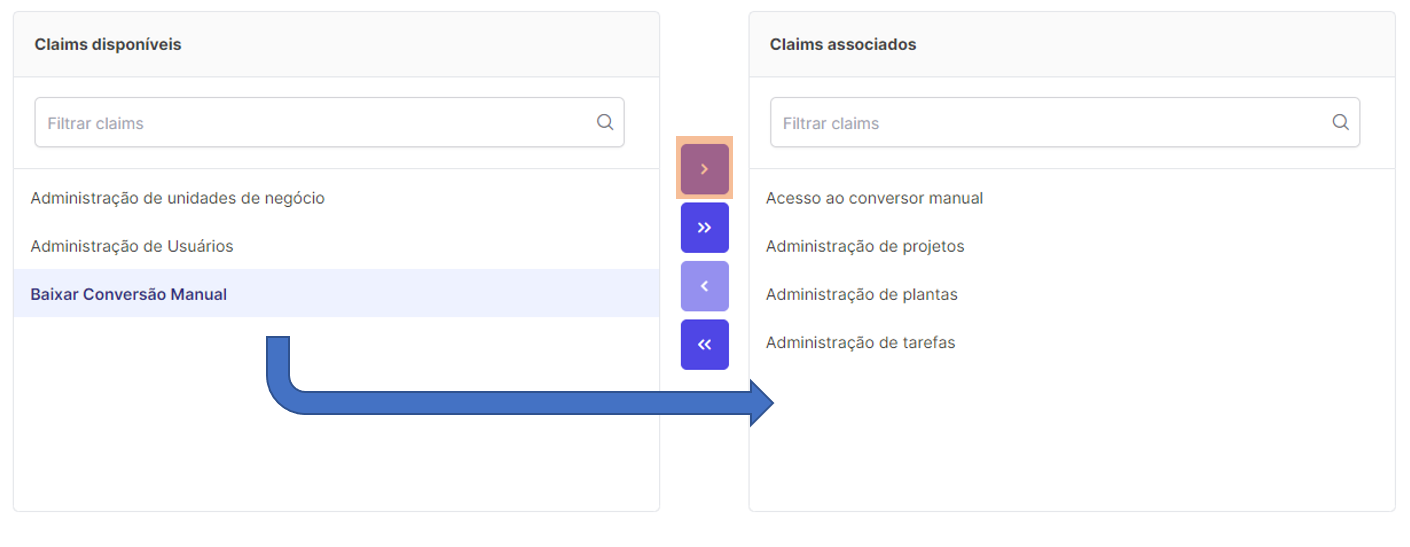 Claims disponíveis
Filtrar claims
Administração de unidades de negócio
Administração de Usuários
Baixar Conversão Manual
Claims associados
Filtrar claims
Acesso ao conversor manual
Administração de projetos
Administração de plantas
Administração de tarefas